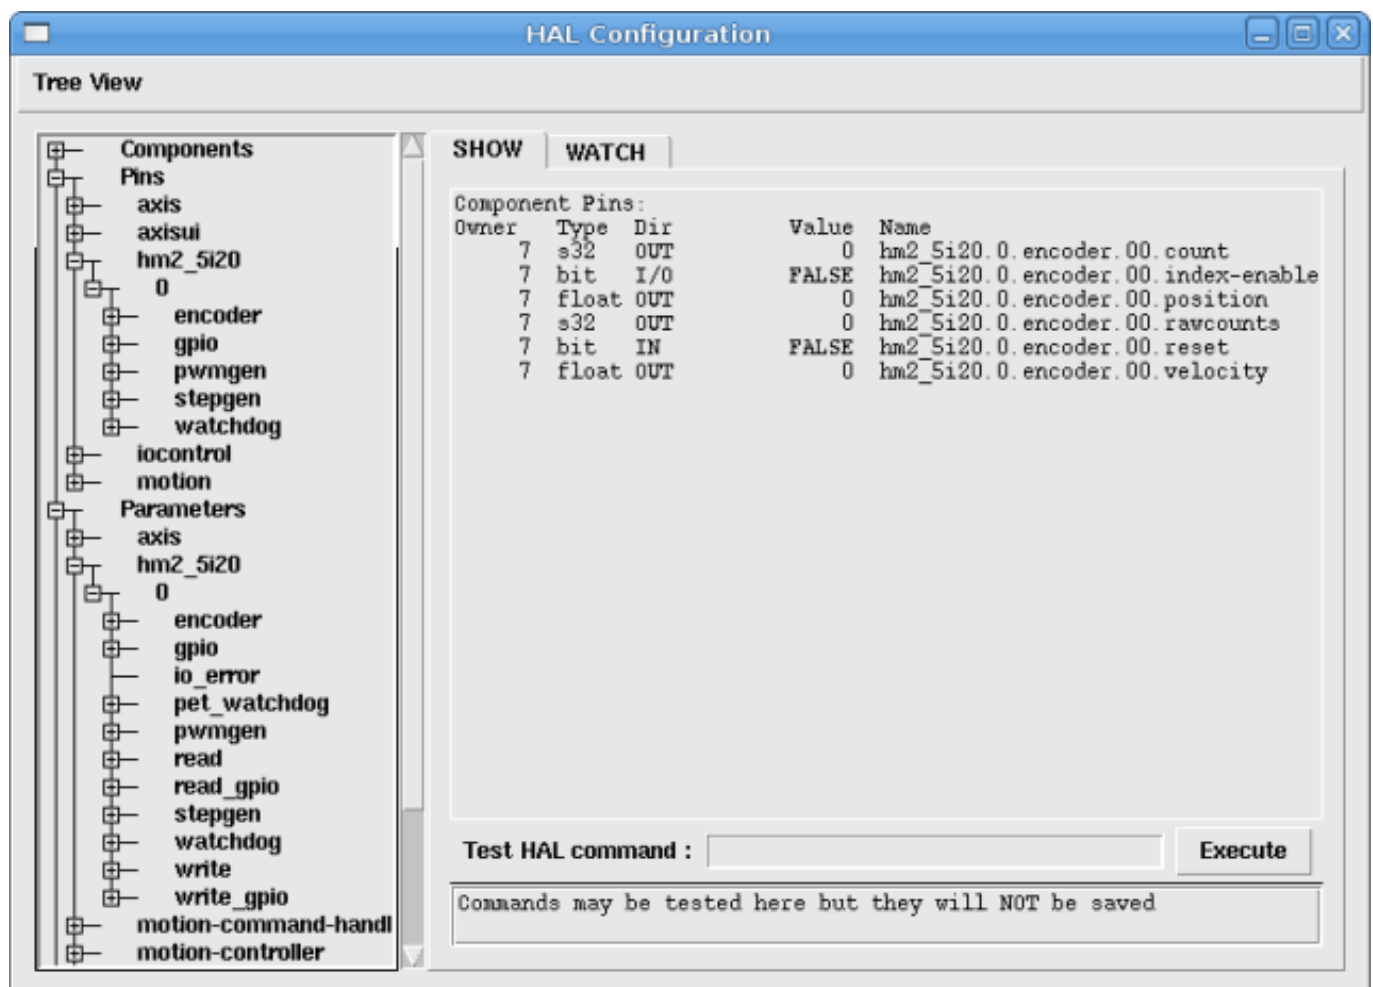 HAL Configuration
Tree View
Components
Pins
axis
axisui
hm2_5i20
0
encoder
gpio
pwmgen
stepgen
watchdog
iocontrol
motion
Parameters
axis
hm2_5i20
0
encoder
gpio
io_error
pet_watchdog
pwmgen
read
read_gpio
stepgen
watchdog
write
write_gpio
motion-command-handl
motion-controller
SHOW WATCH
Component Pins:
Owner Type Dir Value Name
7 s32 OUT 0 hm2_5i20.0.encoder.00.count
7 bit I/O FALSE hm2_5i20.0.encoder.00.index-enable
7 float OUT 0 hm2_5i20.0.encoder.00.position
7 s32 OUT 0 hm2_5i20.0.encoder.00.rawcounts
7 bit IN FALSE hm2_5i20.0.encoder.00.reset
7 float OUT 0 hm2_5i20.0.encoder.00.velocity
Test HAL command : Execute
Commands may be tested here but they will NOT be saved